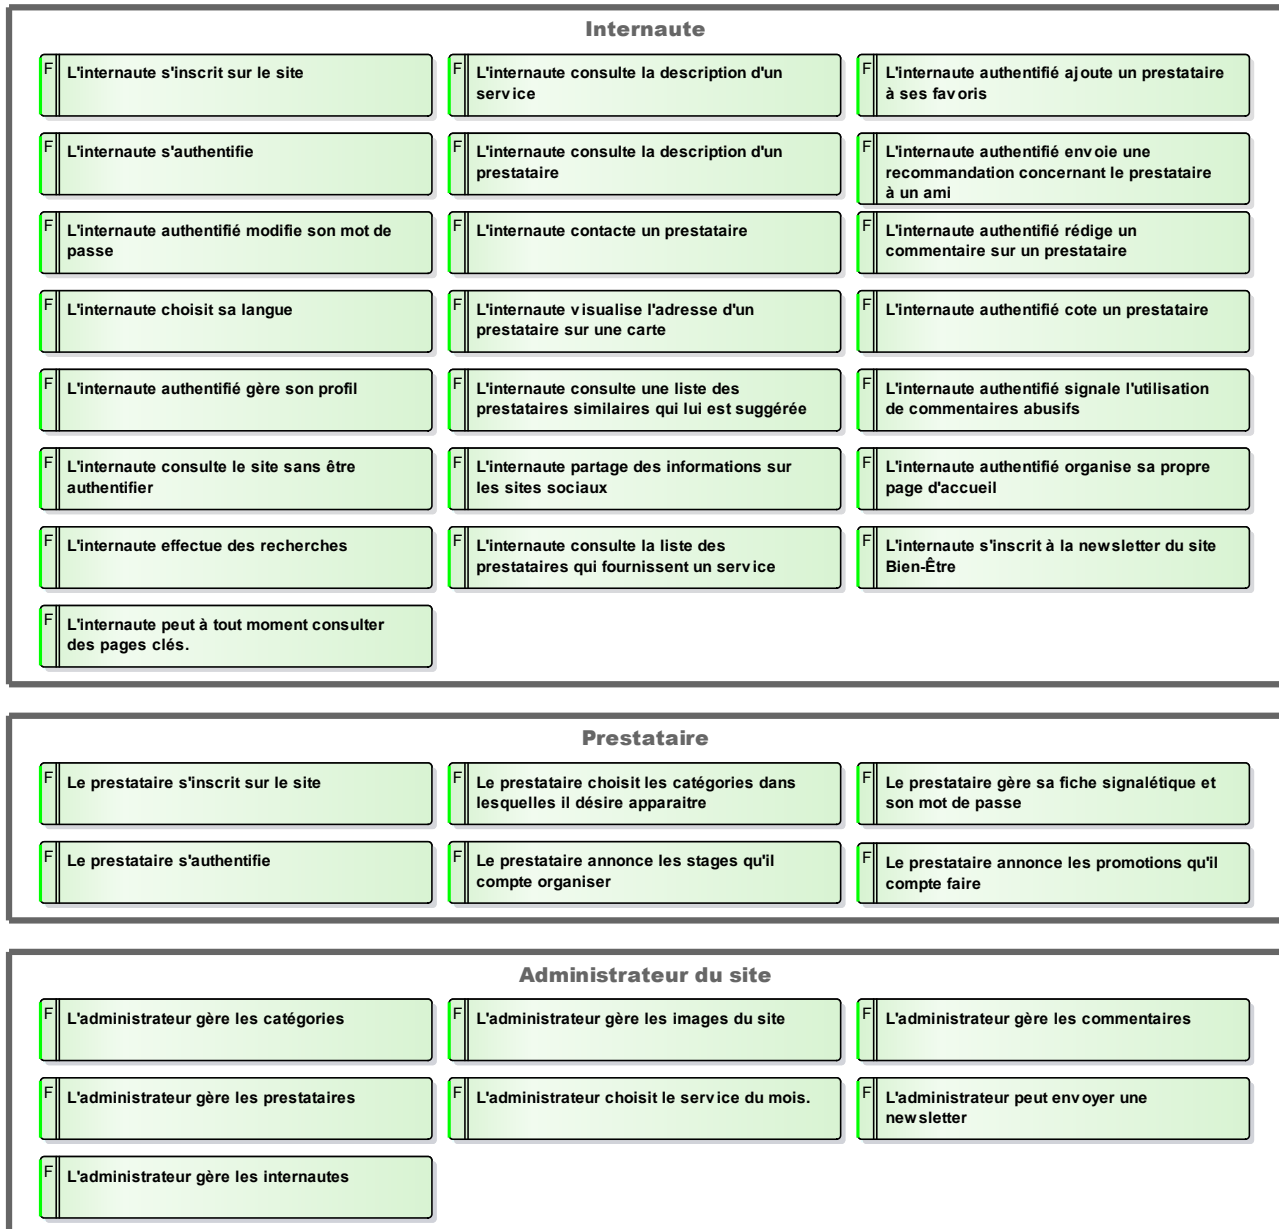 Internaute
F
L'internaute s'inscrit sur le site
F
L'internaute consulte la description d'un
service
F
L'internaute authentifié ajoute un prestataire
à ses favoris
F
L'internaute s'authentifie
F
L'internaute consulte la description d'un
prestataire
F
L'internaute authentifié envoie une
recommandation concernant le prestataire
à un ami
F
L'internaute authentifié modifie son mot de
passe
F
L'internaute contacte un prestataire
F
L'internaute authentifié rédige un
commentaire sur un prestataire
F
L'internaute choisit sa langue
F
L'internaute visualise l'adresse d'un
prestataire sur une carte
F
L'internaute authentifié cote un prestataire
F
L'internaute authentifié gère son profil
F
L'internaute consulte une liste des
prestataires similaires qui lui est suggérée
F
L'internaute authentifié signale l'utilisation
de commentaires abusifs
F
L'internaute consulte le site sans être
authentifier
F
L'internaute partage des informations sur
les sites sociaux
F
L'internaute authentifié organise sa propre
page d'accueil
F
L'internaute effectue des recherches
F
L'internaute consulte la liste des
prestataires qui fournissent un service
F
L'internaute s'inscrit à la newsletter du site
Bien-Être
F
L'internaute peut à tout moment consulter
des pages clés.
Prestataire
F
Le prestataire s'inscrit sur le site
F
Le prestataire choisit les catégories dans
lesquelles il désire apparaitre
F
Le prestataire gère sa fiche signalétique et
son mot de passe
F
Le prestataire s'authentifie
F
Le prestataire annonce les stages qu'il
compte organiser
F
Le prestataire annonce les promotions qu'il
compte faire
Administrateur du site
F
L'administrateur gère les catégories
F
L'administrateur gère les images du site
F
L'administrateur gère les commentaires
F
L'administrateur gère les prestataires
F
L'administrateur choisit le service du mois.
F
L'administrateur peut envoyer une
newsletter
F
L'administrateur gère les internautes